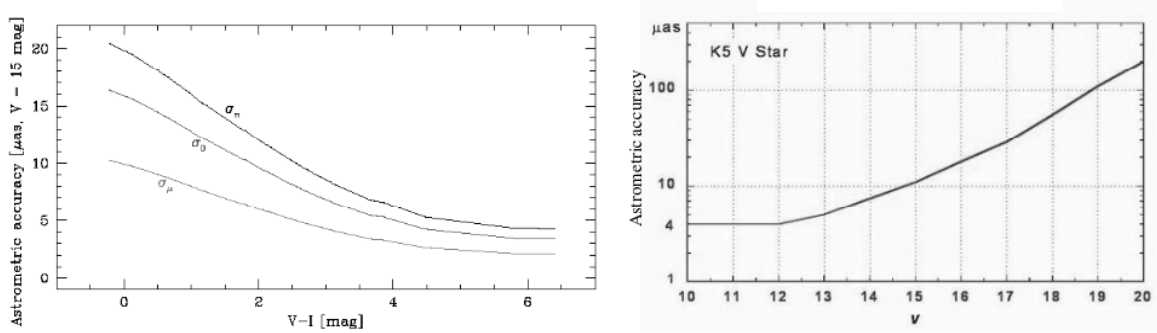 Astrometric accuracy [μas, V - 15 mag]
20
15
10
5
0
σπ
σ0
σμ
0 2 4 6
V-I [mag]
μas
K5 V Star
Astrometric accuracy
100
10
4
1
10 11 12 13 14 15 16 17 18 19 20
V